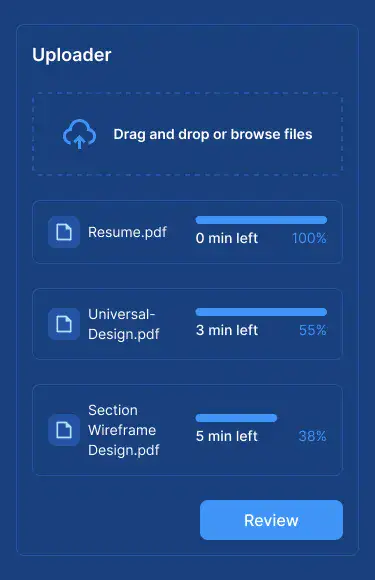 Uploader
Drag and drop or browse files
Resume.pdf
0 min left 100%
Universal-
Design.pdf
3 min left 55%
Section
Wireframe
Design.pdf
5 min left 38%
Review